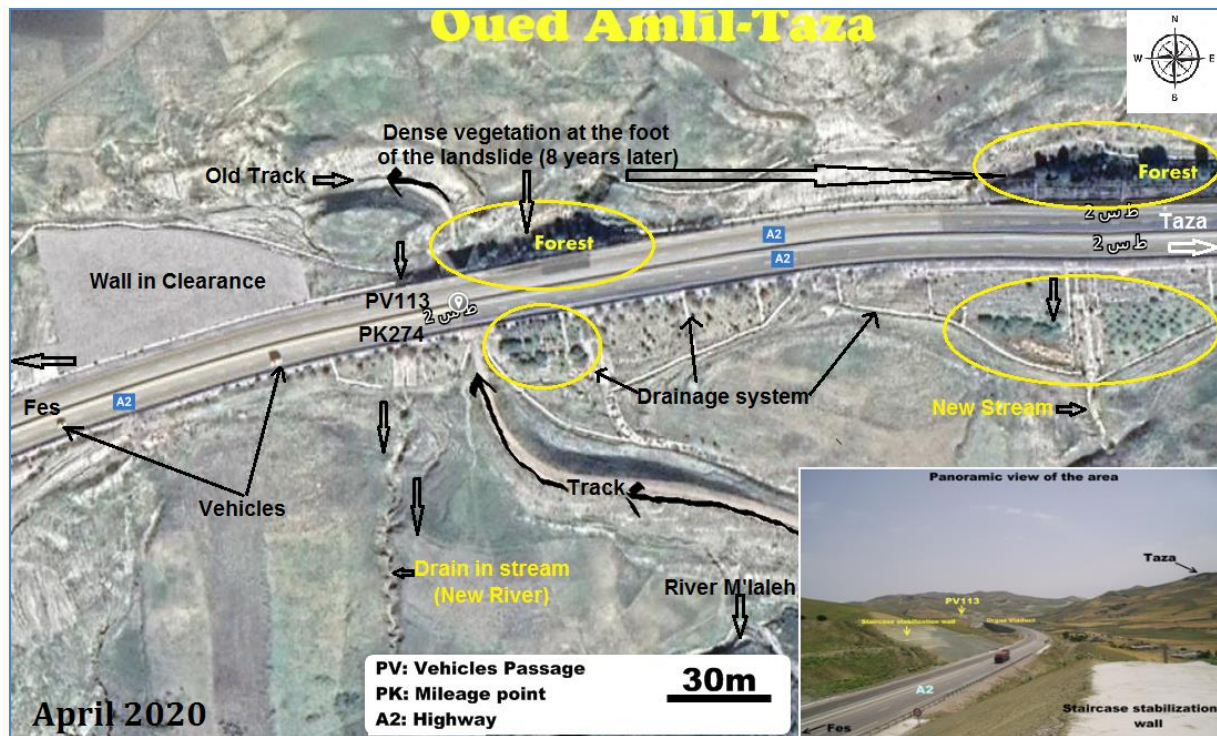 Oued Amlil-Taza
N
W
E
S
Dense vegetation at the foot
of the landslide (8 years later)
Old Track
Forest
Forest
ط س 2
Taza
A2
ط س 2
A2
Wall in Clearance
PV113
ط س 2
PK274
A2
Fes
Drainage system
New Stream
Vehicles
Track
Drain in stream
(New River)
River M'laleh
PV: Vehicles Passage
PK: Mileage point
A2: Highway
30m
April 2020
Panoramic view of the area
Taza
PV113
Staircase stabilization wall
Orgue Viaduct
A2
Staircase stabilization
wall
Fes